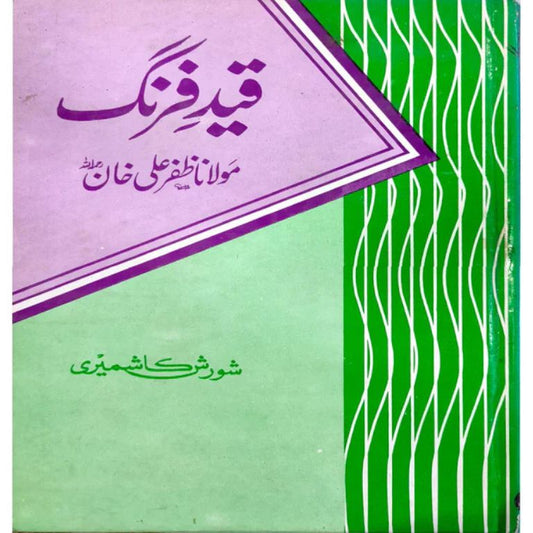 قیدِ فرنگ
مولانا ظفر علی خان
شورش کاشمیری